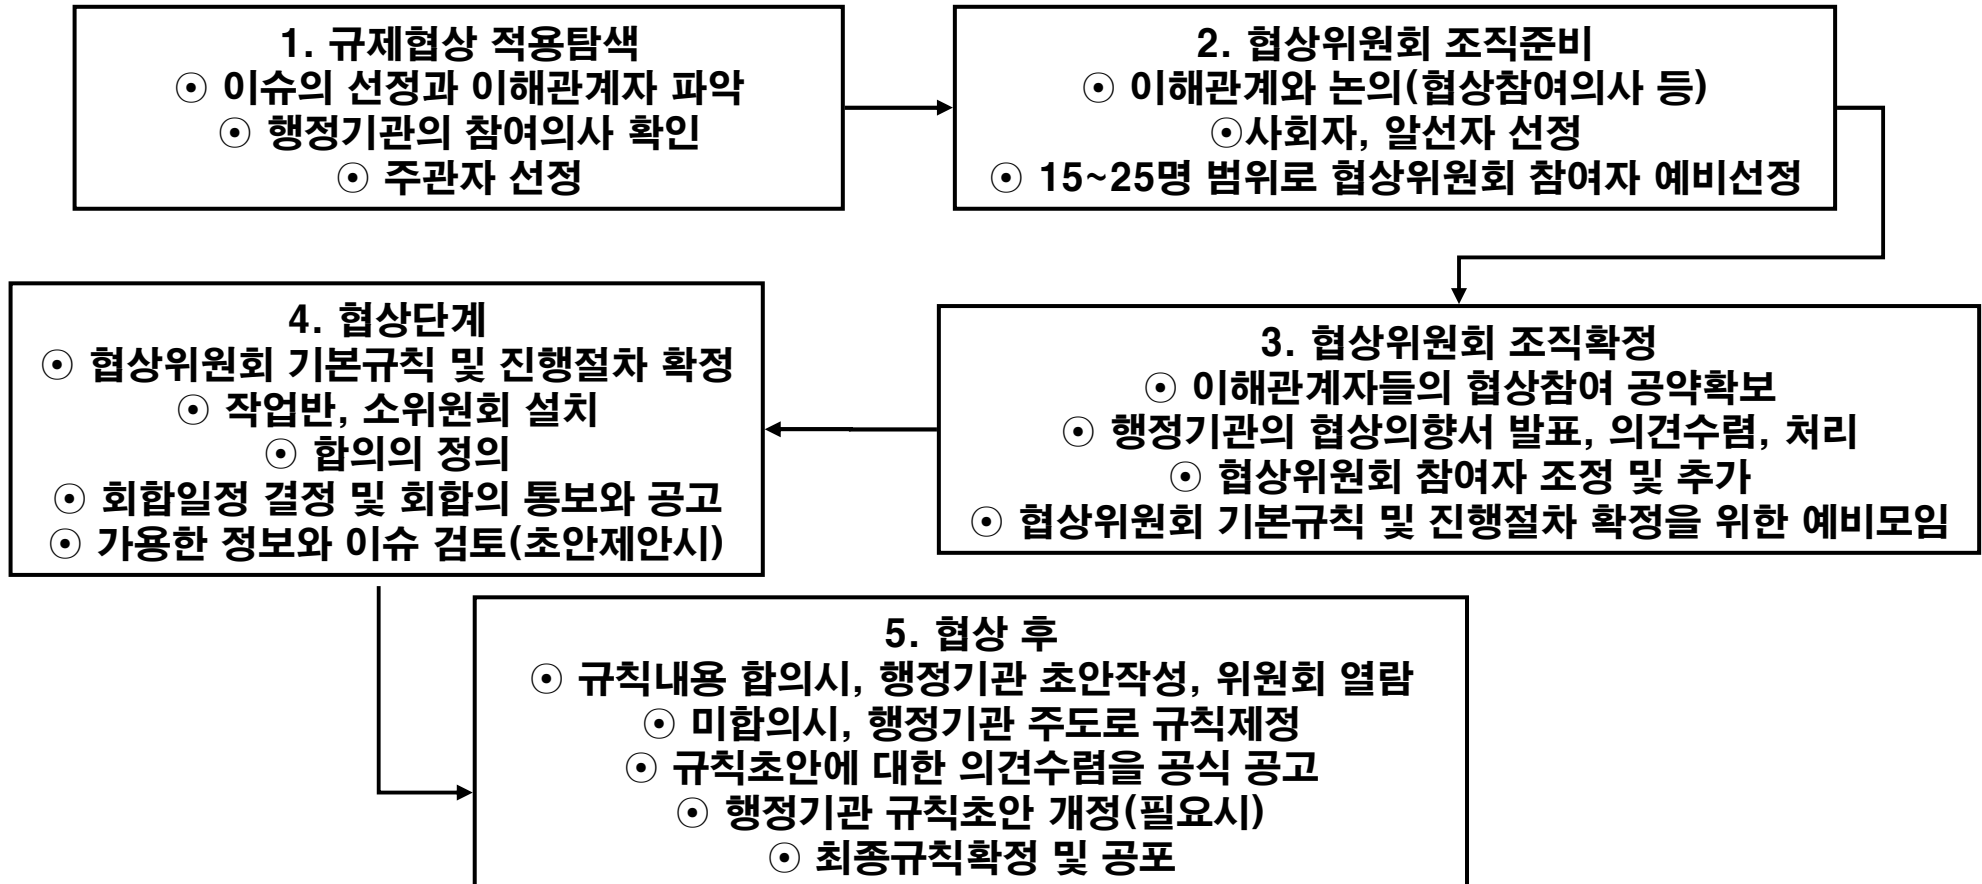 1. 규제협상 적용탐색
⊙ 이슈의 선정과 이해관계자 파악
⊙ 행정기관의 참여의사 확인
⊙ 주관자 선정
2. 협상위원회 조직준비
⊙ 이해관계와 논의(협상참여의사 등)
⊙사회자, 알선자 선정
⊙ 15~25명 범위로 협상위원회 참여자 예비선정
3. 협상위원회 조직확정
⊙ 이해관계자들의 협상참여 공약확보
⊙ 행정기관의 협상의향서 발표, 의견수렴, 처리
⊙ 협상위원회 참여자 조정 및 추가
⊙ 협상위원회 기본규칙 및 진행절차 확정을 위한 예비모임
4. 협상단계
⊙ 협상위원회 기본규칙 및 진행절차 확정
⊙ 작업반, 소위원회 설치
⊙ 합의의 정의
⊙ 회합일정 결정 및 회합의 통보와 공고
⊙ 가용한 정보와 이슈 검토(초안제안시)
5. 협상 후
⊙ 규칙내용 합의시, 행정기관 초안작성, 위원회 열람
⊙ 미합의시, 행정기관 주도로 규칙제정
⊙ 규칙초안에 대한 의견수렴을 공식 공고
⊙ 행정기관 규칙초안 개정(필요시)
⊙ 최종규칙확정 및 공포